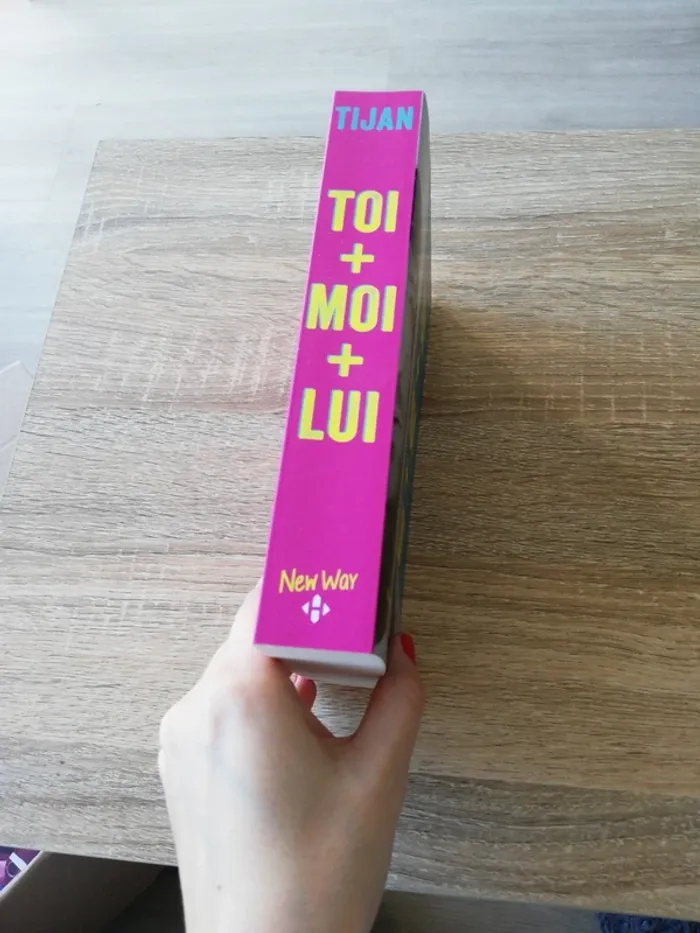 TIJAN
TOI
+
MOI
+
LUI
New Way